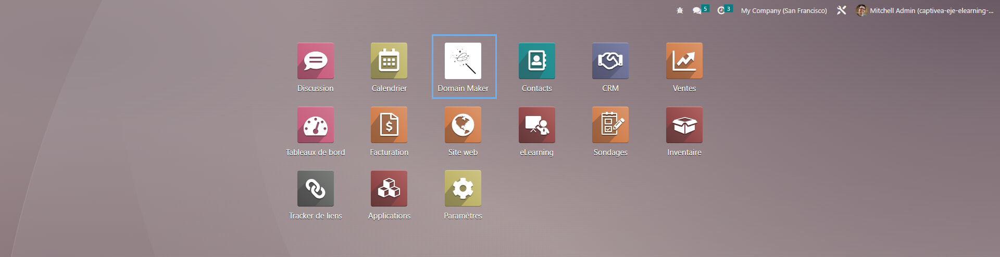 5
3
My Company (San Francisco)
Mitchell Admin (captivea-eje-elearning-...
Discussion
Calendrier
Domain Maker
Contacts
CRM
Ventes
Tableaux de bord
Facturation
Site web
eLearning
Sondages
Inventaire
Tracker de liens
Applications
Paramètres